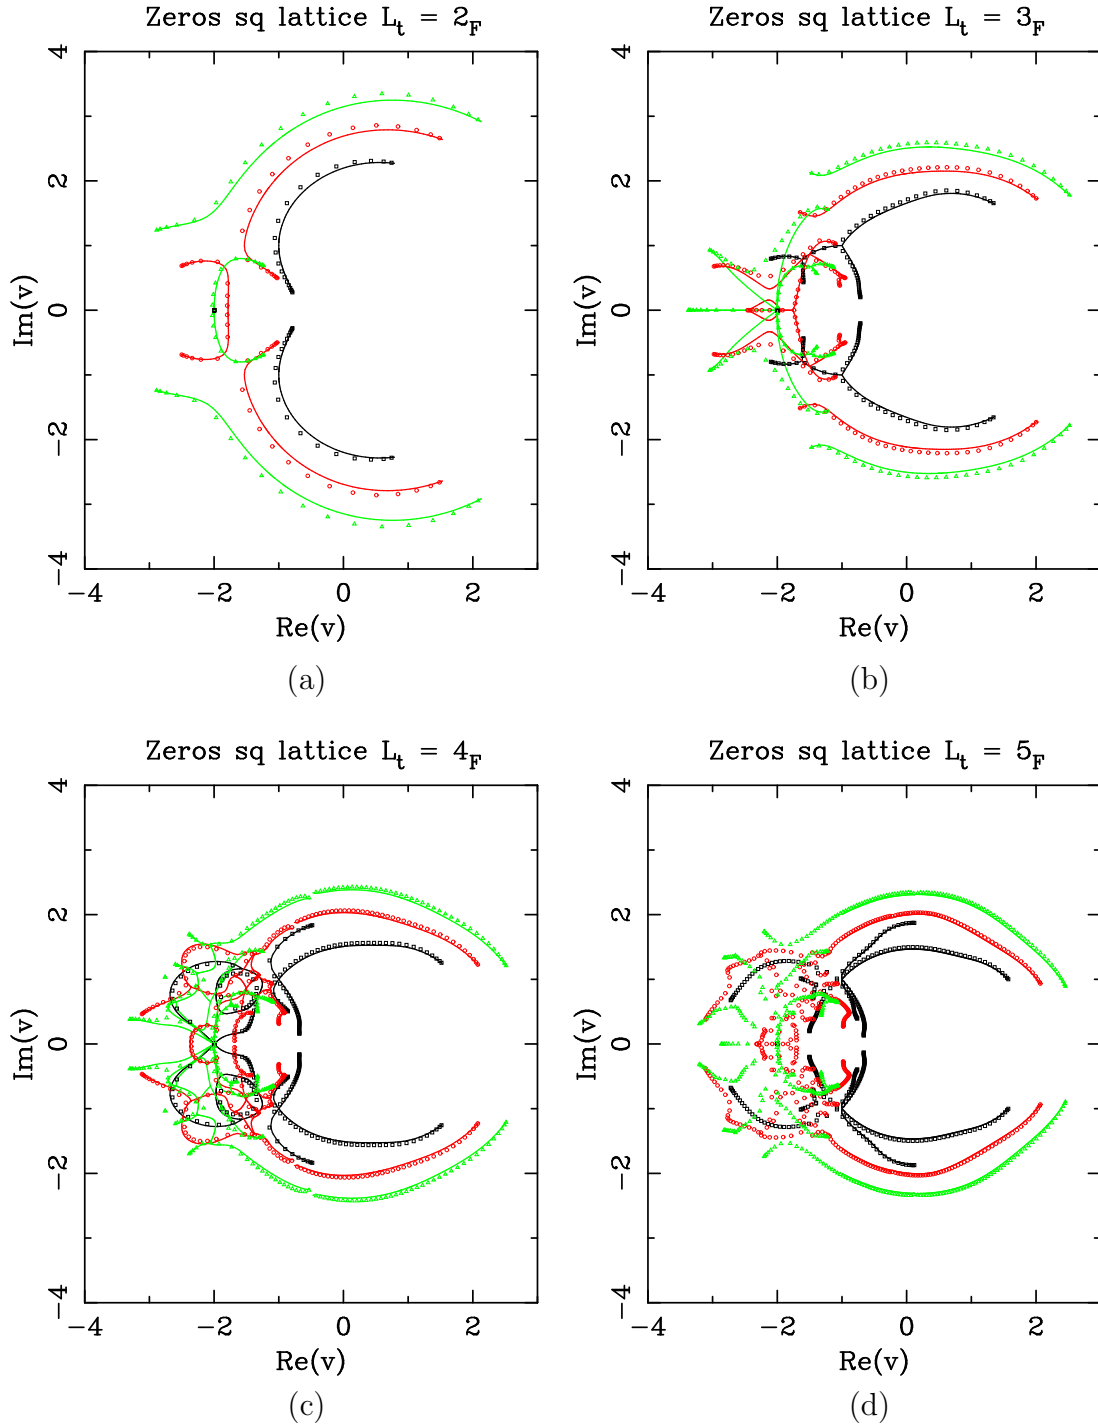 Zeros sq lattice L_t = 2_F
4
2
0
−2
−4
Im(v)
−4 −2 0 2
Re(v)
(a)
Zeros sq lattice L_t = 3_F
4
2
0
−2
−4
Im(v)
−4 −2 0 2
Re(v)
(b)
Zeros sq lattice L_t = 4_F
4
2
0
−2
−4
Im(v)
−4 −2 0 2
Re(v)
(c)
Zeros sq lattice L_t = 5_F
4
2
0
−2
−4
Im(v)
−4 −2 0 2
Re(v)
(d)